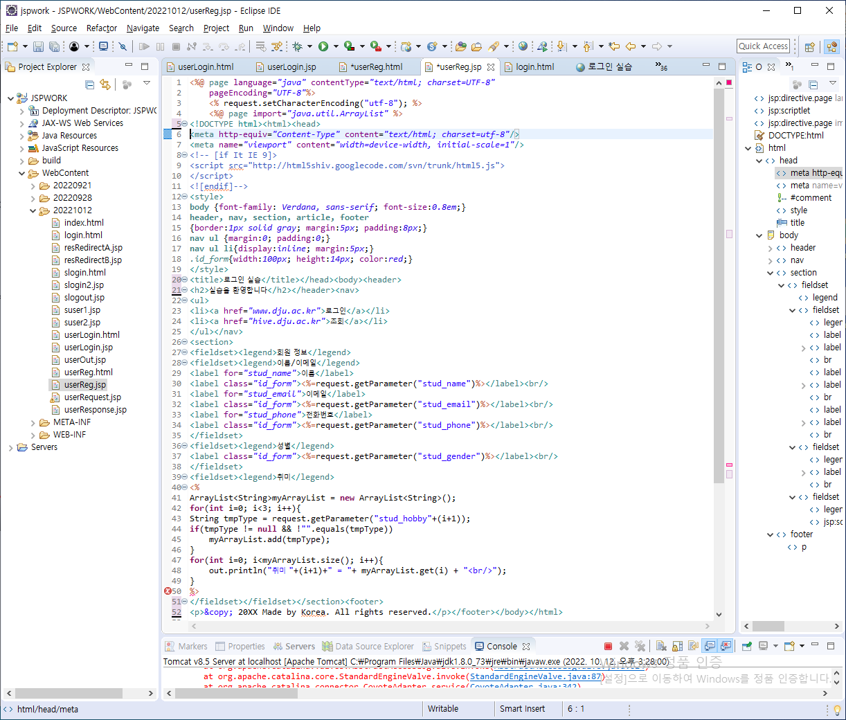 jspwork - JSPWORK/WebContent/20221012/userReg.jsp - Eclipse IDE
File Edit Source Refactor Navigate Search Project Run Window Help
Quick Access
Project Explorer
userLogin.html userLogin.jsp *userReg.html *userReg.jsp login.html 로그인 실습 36
JSPWORK
Deployment Descriptor: JSPWO
JAX-WS Web Services
Java Resources
JavaScript Resources
build
WebContent
20220921
20220928
20221012
index.html
login.html
resRedirectA.jsp
resRedirectB.jsp
slogin.html
slogin2.jsp
slogout.jsp
suser1.jsp
suser2.jsp
userLogin.html
userLogin.jsp
userOut.jsp
userReg.html
userReg.jsp
userRequest.jsp
userResponse.jsp
META-INF
WEB-INF
Servers
1 <%@ page language="java" contentType="text/html; charset=UTF-8"
2 pageEncoding="UTF-8"%>
3 <% request.setCharacterEncoding("utf-8"); %>
4 <%@ page import="java.util.ArrayList" %>
5 <!DOCTYPE html><html><head>
6 <meta http-equiv="Content-Type" content="text/html; charset=utf-8"/>
7 <meta name="viewport" content="width=device-width, initial-scale=1"/>
8 <!-- [if It IE 9]>
9 <script src="http://html5shiv.googlecode.com/svn/trunk/html5.js">
10 </script>
11 <![endif]-->
12 <style>
13 body {font-family: Verdana, sans-serif; font-size:0.8em;}
14 header, nav, section, article, footer
15 {border:1px solid gray; margin:5px; padding:8px;}
16 nav ul {margin:0; padding:0;}
17 nav ul li{display:inline; margin:5px;}
18 .id_form{width:100px; height:14px; color:red;}
19 </style>
20 <title>로그인 실습</title></head><body><header>
21 <h2>실습을 환영합니다</h2></header><nav>
22 <ul>
23 <li><a href="www.dju.ac.kr">로그인</a></li>
24 <li><a href="hive.dju.ac.kr">조회</a></li>
25 </ul></nav>
26 <section>
27 <fieldset><legend>회원 정보</legend>
28 <fieldset><legend>이름/이메일</legend>
29 <label for="stud_name">이름</label>
30 <label class="id_form"><%=request.getParameter("stud_name")%></label><br/>
31 <label for="stud_email">이메일</label>
32 <label class="id_form"><%=request.getParameter("stud_email")%></label><br/>
33 <label for="stud_phone">전화번호</label>
34 <label class="id_form"><%=request.getParameter("stud_phone")%></label><br/>
35 </fieldset>
36 <fieldset><legend>성별</legend>
37 <label class="id_form"><%=request.getParameter("stud_gender")%></label><br/>
38 </fieldset>
39 <fieldset><legend>취미</legend>
40 <%
41 ArrayList<String>myArrayList = new ArrayList<String>();
42 for(int i=0; i<3; i++){
43 String tmpType = request.getParameter("stud_hobby"+(i+1));
44 if(tmpType != null && !"".equals(tmpType))
45 myArrayList.add(tmpType);
46 }
47 for(int i=0; i<myArrayList.size(); i++){
48 out.println("취미 "+(i+1)+" = "+ myArrayList.get(i) + "<br/>");
49 }
50 %>
51 </fieldset></fieldset></section><footer>
52 <p>&copy; 20XX Made by Korea. All rights reserved.</p></footer></body></html>
jsp:directive.page lan
jsp:scriptlet
jsp:directive.page im
DOCTYPE:html
html
head
meta http-equ
meta name=v
#comment
style
title
body
header
nav
section
fieldset
legend
fieldset
legen
label
label
br
label
label
br
label
label
br
fieldset
legen
label
br
fieldset
legen
jsp:sc
footer
p
Markers Properties Servers Data Source Explorer Snippets Console
Tomcat v8.5 Server at localhost [Apache Tomcat] C:\Program Files\Java\jdk1.8.0_73\jre\bin\javaw.exe (2022. 10. 12. 오후 3:28:00)
at org.apache.catalina.core.StandardEngineValve.invoke(StandardEngineValve.java:87)
at org.apache.catalina.connector.CoyoteAdapter.service(CoyoteAdapter.java:342)
정품 인증
[설정]으로 이동하여 Windows를 정품 인증합니다.
html/head/meta Writable Smart Insert 6 : 1